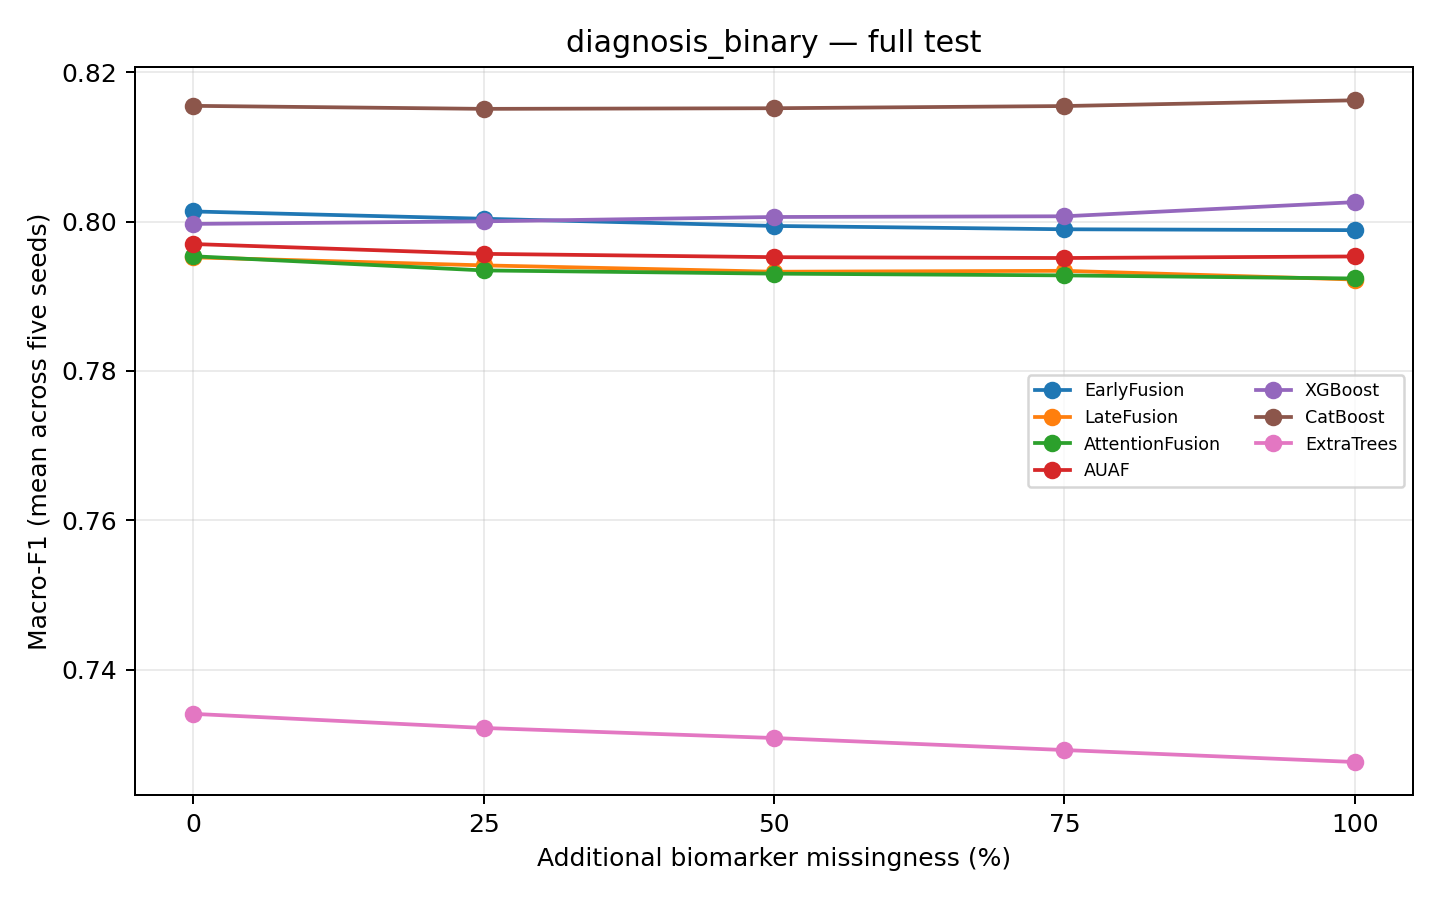 diagnosis_binary — full test
Macro-F1 (mean across five seeds)
0.82
0.80
0.78
0.76
0.74
EarlyFusion
LateFusion
AttentionFusion
AUAF
XGBoost
CatBoost
ExtraTrees
0 25 50 75 100
Additional biomarker missingness (%)